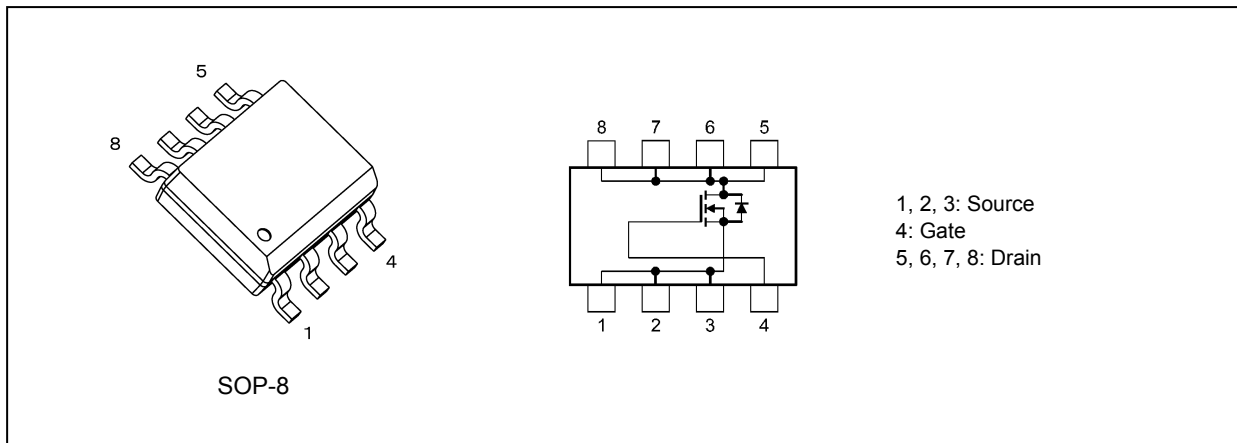 5
8
4
1
SOP-8
8 7 6 5
1 2 3 4
1, 2, 3: Source
4: Gate
5, 6, 7, 8: Drain